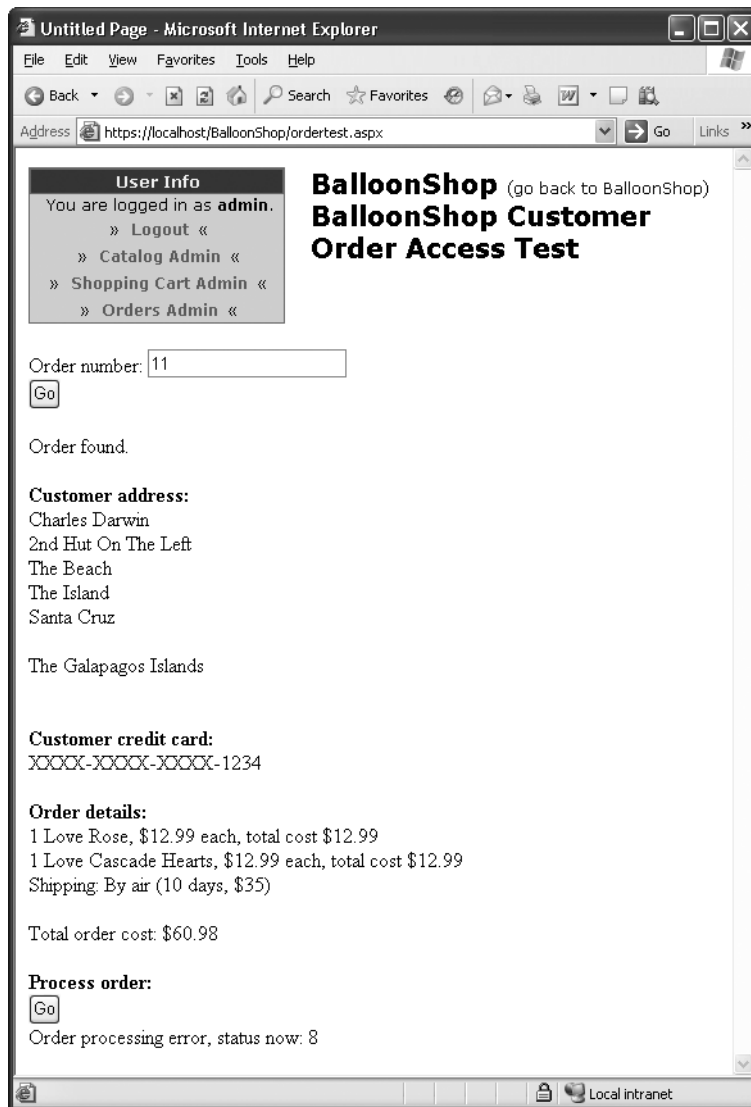 Untitled Page - Microsoft Internet Explorer
File Edit View Favorites Tools Help
Back Search Favorites
Address https://localhost/BalloonShop/ordertest.aspx Go Links »
User Info
You are logged in as admin.
» Logout «
» Catalog Admin «
» Shopping Cart Admin «
» Orders Admin «
BalloonShop (go back to BalloonShop)
BalloonShop Customer
Order Access Test
Order number: 11
Go
Order found.
Customer address:
Charles Darwin
2nd Hut On The Left
The Beach
The Island
Santa Cruz
The Galapagos Islands
Customer credit card:
XXXX-XXXX-XXXX-1234
Order details:
1 Love Rose, $12.99 each, total cost $12.99
1 Love Cascade Hearts, $12.99 each, total cost $12.99
Shipping: By air (10 days, $35)
Total order cost: $60.98
Process order:
Go
Order processing error, status now: 8
Local intranet